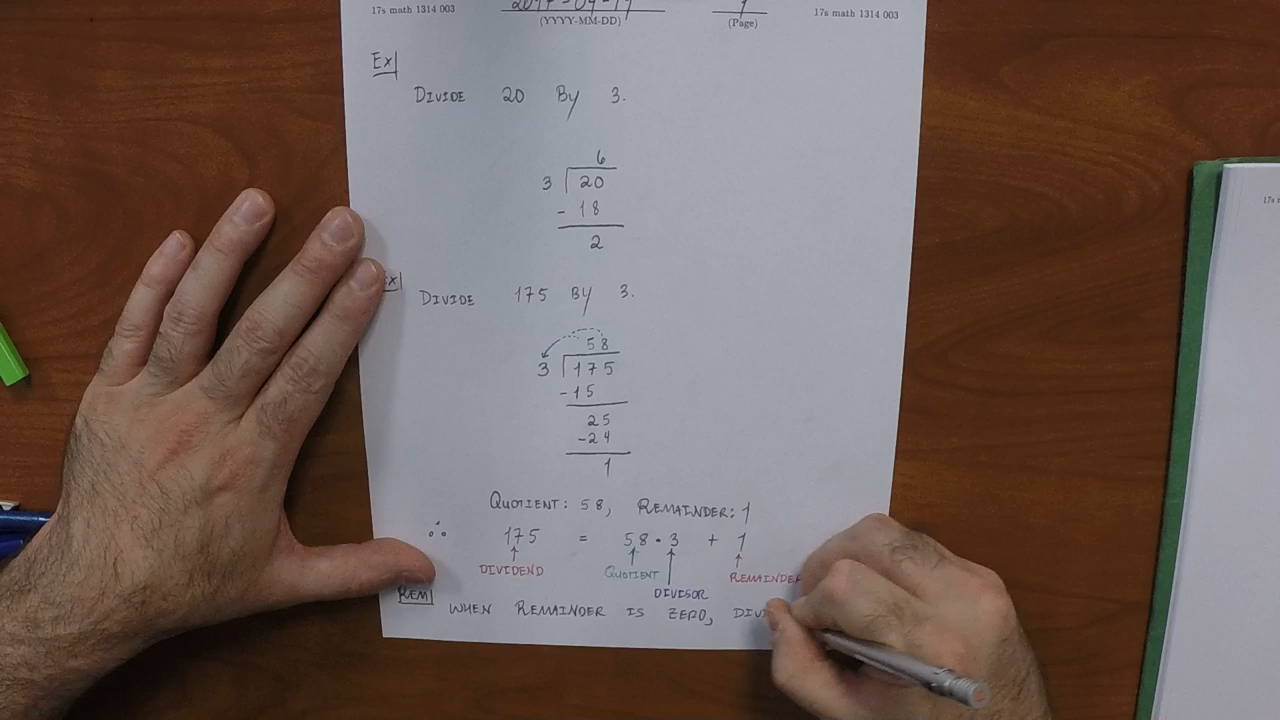 17s math 1314 003
(YYYY-MM-DD)
(Page)
17s math 1314 003
Ex
DIVIDE 20 By 3.
6
3 20
- 18
2
Ex
DIVIDE 175 BY 3.
58
3 175
-15
25
-24
1
QUOTIENT: 58, REMAINDER: 1
∴ 175 = 58 • 3 + 1
↑ ↑ ↑ ↑
DIVIDEND QUOTIENT DIVISOR REMAINDER
REM
WHEN REMAINDER IS ZERO,